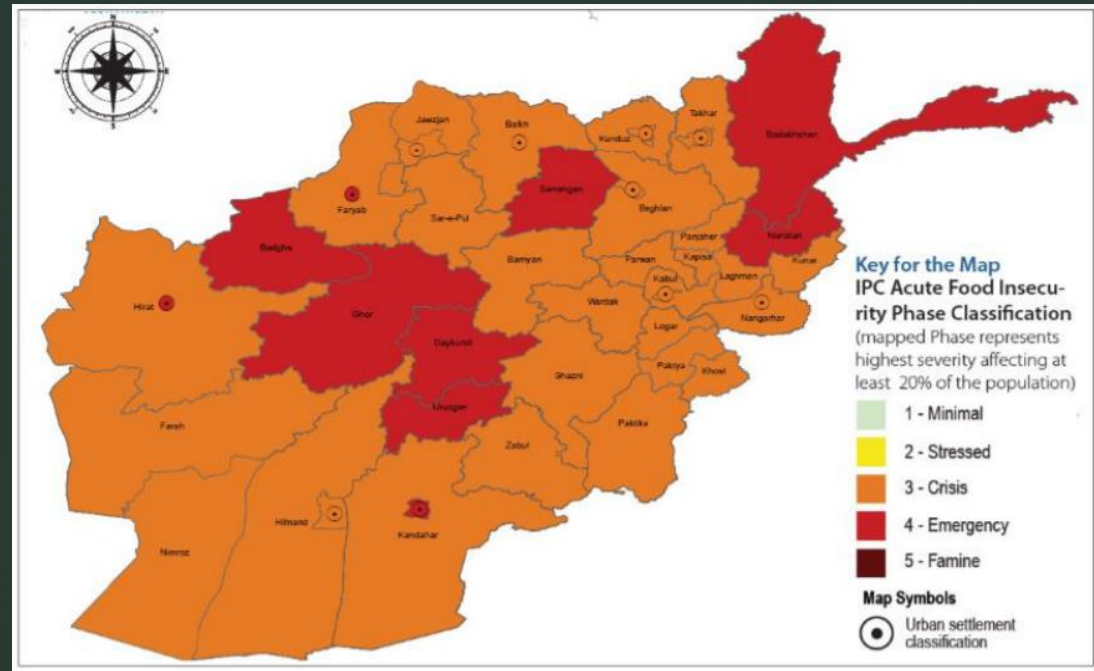 N
E
S
Jawzjan
Balkh
Kunduz
Takhar
Badakhshan
Samangan
Faryab
Sar-e-Pul
Baghlan
Badghis
Panjsher
Nuristan
Bamyan
Parwan
Kapisa
Kunar
Laghman
Hirat
Kabul
Ghor
Wardak
Nangarhar
Logar
Daykundi
Paktya
Khost
Ghazni
Uruzgan
Farah
Paktika
Zabul
Hilmand
Kandahar
Nimroz
Key for the Map
IPC Acute Food Insecu-
rity Phase Classification
(mapped Phase represents
highest severity affecting at
least 20% of the population)
1 - Minimal
2 - Stressed
3 - Crisis
4 - Emergency
5 - Famine
Map Symbols
Urban settlement
classification